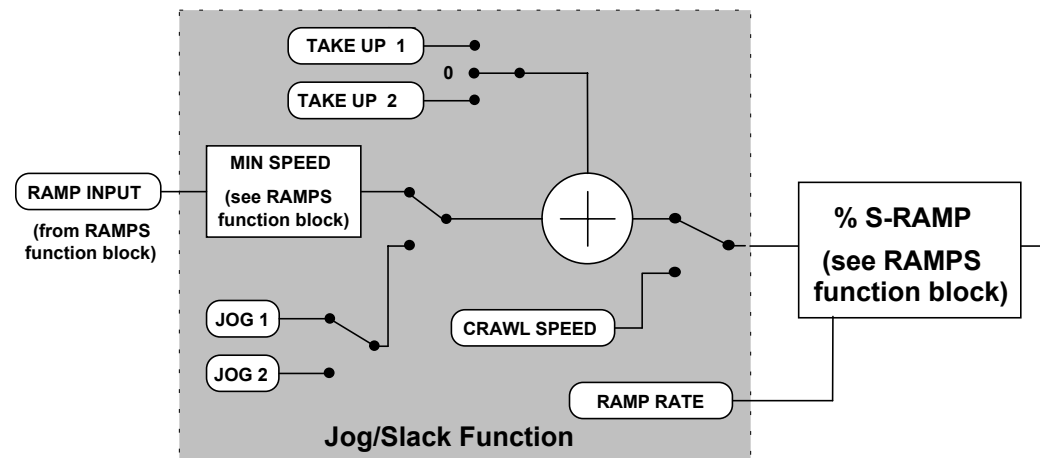 TAKE UP 1
0
TAKE UP 2
MIN SPEED
(see RAMPS
function block)
RAMP INPUT
(from RAMPS
function block)
% S-RAMP
(see RAMPS
function block)
JOG 1
CRAWL SPEED
JOG 2
RAMP RATE
Jog/Slack Function